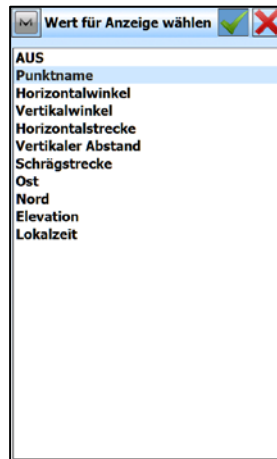 Wert für Anzeige wählen
AUS
Punktname
Horizontalwinkel
Vertikalwinkel
Horizontalstrecke
Vertikaler Abstand
Schrägstrecke
Ost
Nord
Elevation
Lokalzeit